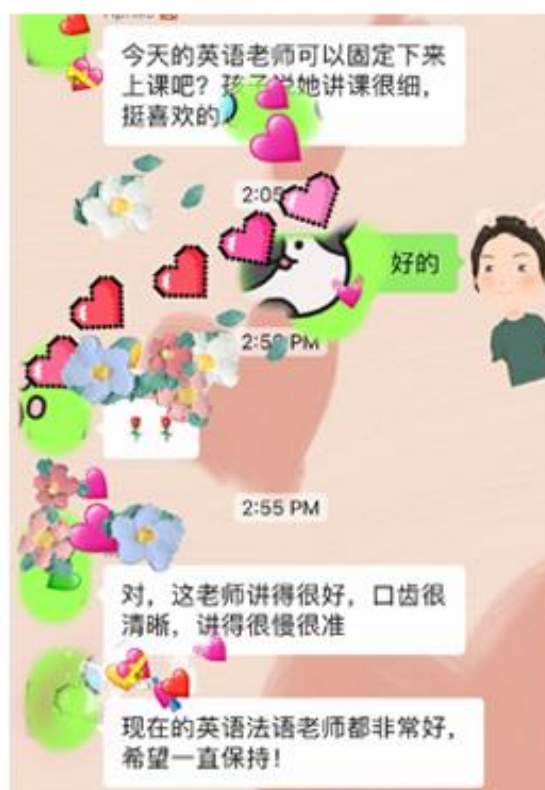 今天的英语老师可以固定下来
上课吧？孩子说她讲课很细，
挺喜欢的
2:05
好的
PM
2:55 PM
对，这老师讲得很好，口齿很
清晰，讲得很慢很准
现在的英语法语老师都非常好，
希望一直保持！